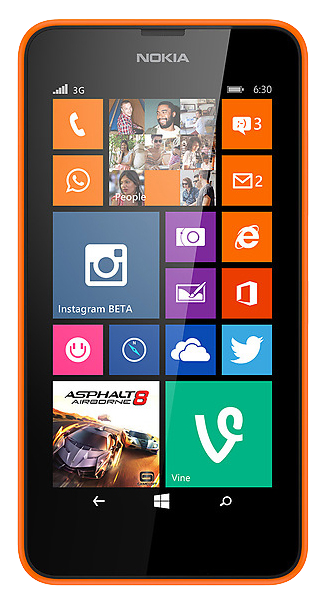 NOKIA
3G
6:30
3
People
2
Instagram BETA
ASPHALT 8
AIRBORNE
Vine